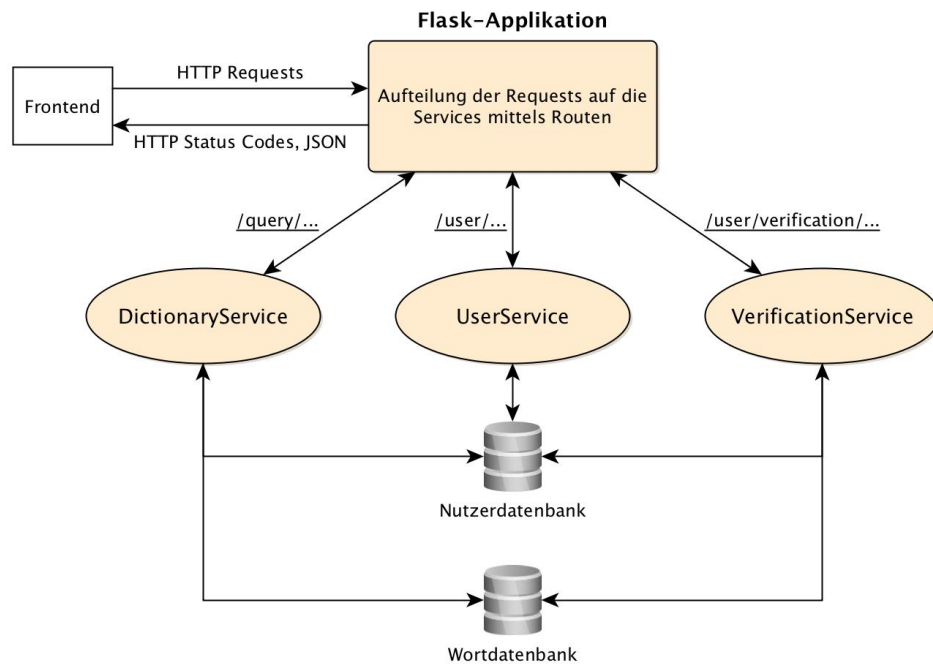 Flask-Applikation
HTTP Requests
Frontend
Aufteilung der Requests auf die
Services mittels Routen
HTTP Status Codes, JSON
/query/...
/user/...
/user/verification/...
DictionaryService
UserService
VerificationService
Nutzerdatenbank
Wortdatenbank